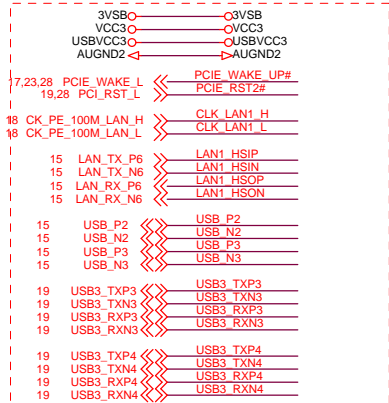 3VSB 3VSB
VCC3 VCC3
USBVCC3 USBVCC3
AUGND2 AUGND2
17,23,28 PCIE_WAKE_L PCIE_WAKE_UP#
19,28 PCI_RST_L PCIE_RST2#
18 CK_PE_100M_LAN_H CLK_LAN1_H
18 CK_PE_100M_LAN_L CLK_LAN1_L
15 LAN_TX_P6 LAN1_HSIP
15 LAN_TX_N6 LAN1_HSIN
15 LAN_RX_P6 LAN1_HSOP
15 LAN_RX_N6 LAN1_HSON
15 USB_P2 USB_P2
15 USB_N2 USB_N2
15 USB_P3 USB_P3
15 USB_N3 USB_N3
19 USB3_TXP3 USB3_TXP3
19 USB3_TXN3 USB3_TXN3
19 USB3_RXP3 USB3_RXP3
19 USB3_RXN3 USB3_RXN3
19 USB3_TXP4 USB3_TXP4
19 USB3_TXN4 USB3_TXN4
19 USB3_RXP4 USB3_RXP4
19 USB3_RXN4 USB3_RXN4